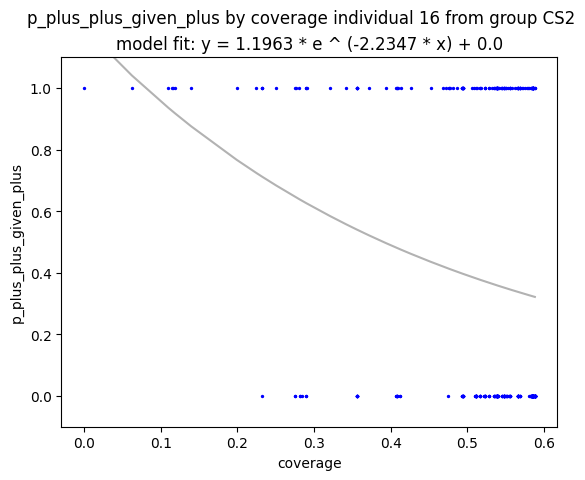 p_plus_plus_given_plus by coverage individual 16 from group CS2
model fit: y = 1.1963 * e ^ (-2.2347 * x) + 0.0
1.0
0.8
0.6
0.4
0.2
0.0
p_plus_plus_given_plus
0.0 0.1 0.2 0.3 0.4 0.5 0.6
coverage